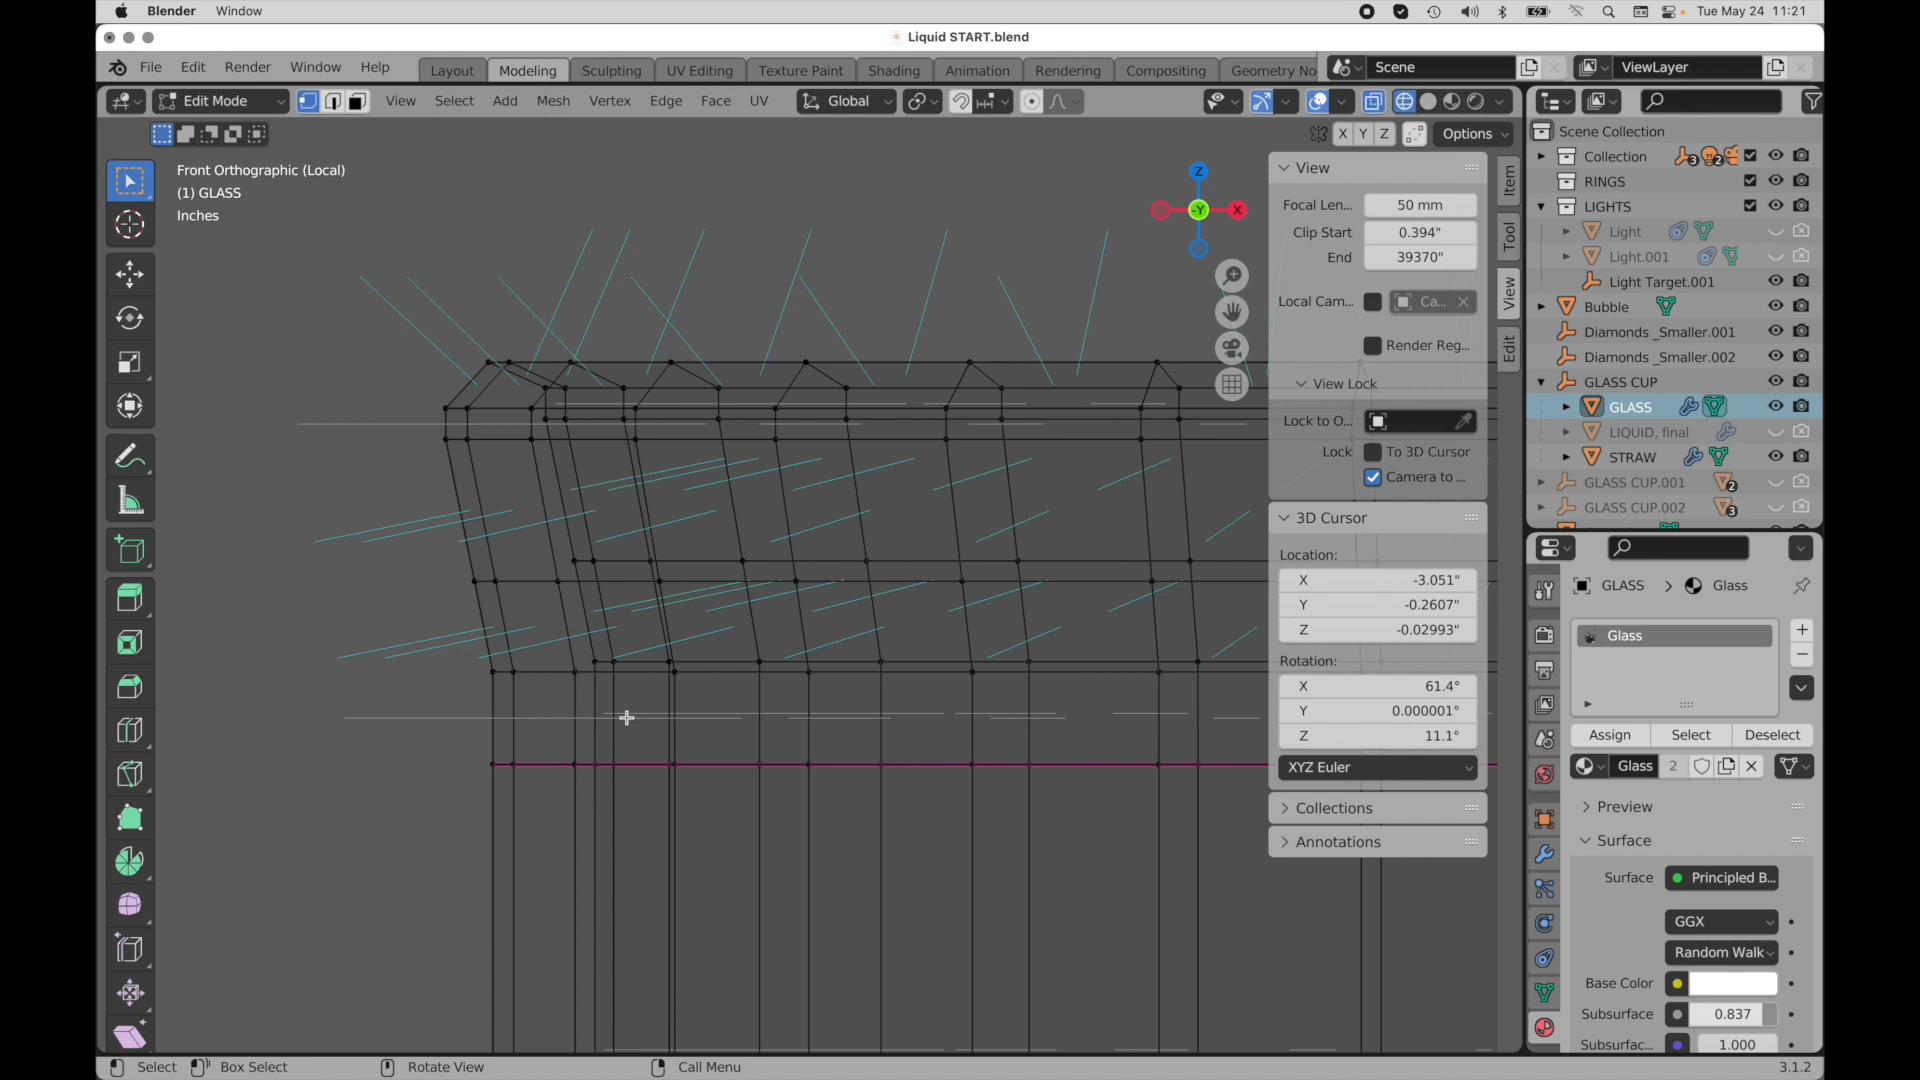 Blender Window Tue May 24 11:21
Liquid START.blend
File Edit Render Window Help Layout Modeling Sculpting UV Editing Texture Paint Shading Animation Rendering Compositing Geometry No Scene ViewLayer
Edit Mode View Select Add Mesh Vertex Edge Face UV Global
X Y Z Options
Front Orthographic (Local)
(1) GLASS
Inches
Z
-Y
X
View
Focal Len... 50 mm
Clip Start 0.394"
End 39370"
Local Cam... Ca...
Render Reg...
View Lock
Lock to O...
Lock To 3D Cursor
Camera to ...
3D Cursor
Location:
X -3.051"
Y -0.2607"
Z -0.02993"
Rotation:
X 61.4°
Y 0.000001°
Z 11.1°
XYZ Euler
Collections
Annotations
Item
Tool
View
Edit
Scene Collection
Collection 3 2
RINGS
LIGHTS
Light
Light.001
Light Target.001
Bubble
Diamonds _Smaller.001
Diamonds _Smaller.002
GLASS CUP
GLASS
LIQUID, final
STRAW
GLASS CUP.001 2
GLASS CUP.002 3
GLASS > Glass
Glass
Assign Select Deselect
Glass 2
Preview
Surface
Surface Principled B...
GGX
Random Walk
Base Color
Subsurface 0.837
Subsurfac... 1.000
Select Box Select Rotate View Call Menu 3.1.2